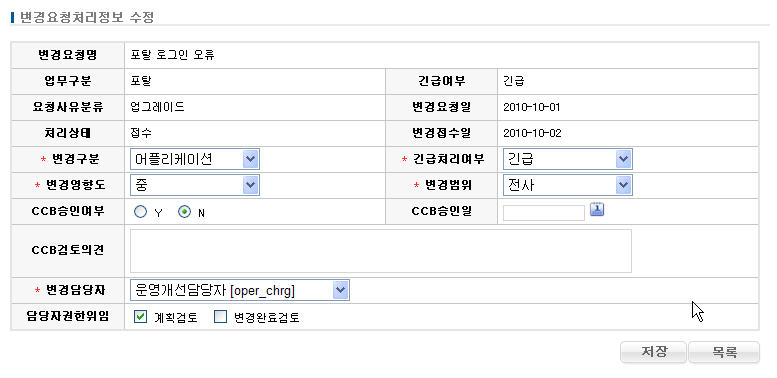 변경요청처리정보 수정
변경요청명 포탈 로그인 오류
업무구분 포탈 긴급여부 긴급
요청사유분류 업그레이드 변경요청일 2010-10-01
처리상태 접수 변경접수일 2010-10-02
* 변경구분 어플리케이션 * 긴급처리여부 긴급
* 변경영향도 중 * 변경범위 전사
CCB승인여부 Y N CCB승인일
CCB검토의견
* 변경담당자 운영개선담당자 [oper_chrg]
담당자권한위임 계획검토 변경완료검토
저장 목록